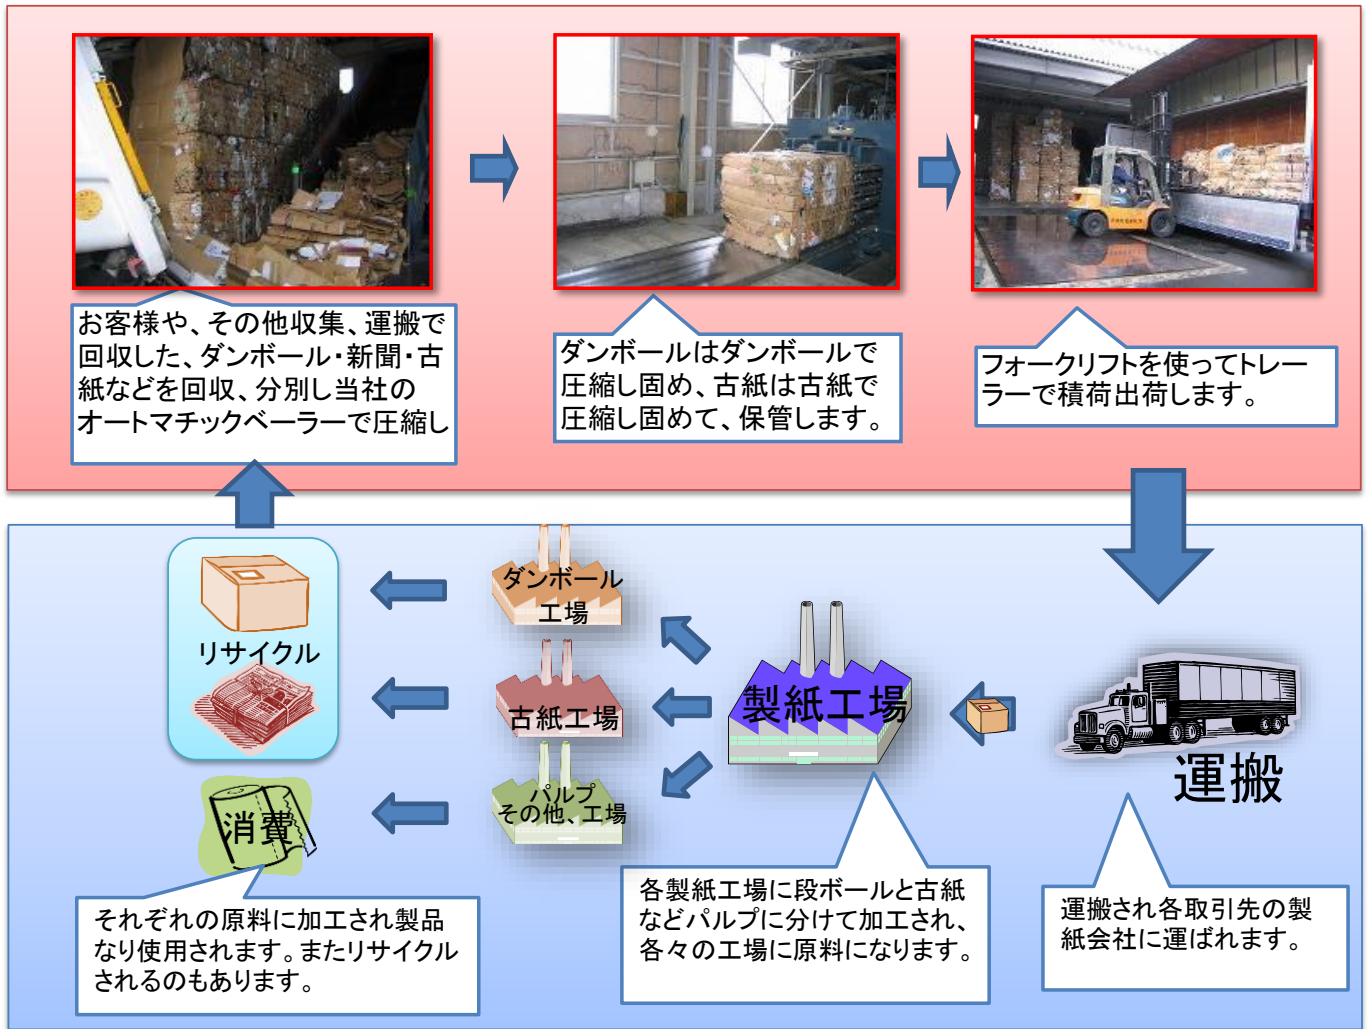 お客様や、その他収集、運搬で
回収した、ダンボール・新聞・古
紙などを回収、分別し当社の
オートマチックベーラーで圧縮し
ダンボールはダンボールで
圧縮し固め、古紙は古紙で
圧縮し固めて、保管します。
フォークリフトを使ってトレー
ラーで積荷出荷します。
ダンボール
工場
リサイクル
古紙工場
製紙工場
運搬
パルプ
その他、工場
消費
それぞれの原料に加工され製品
なり使用されます。またリサイクル
されるのもあります。
各製紙工場に段ボールと古紙
などパルプに分けて加工され、
各々の工場に原料になります。
運搬され各取引先の製
紙会社に運ばれます。